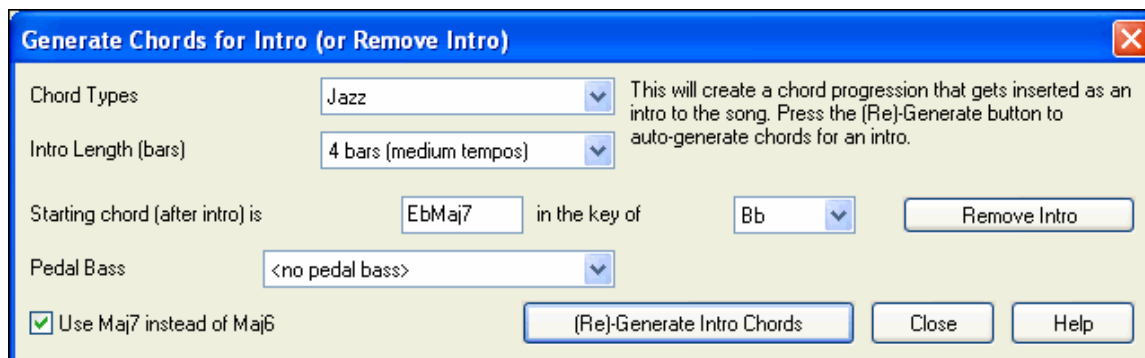 Generate Chords for Intro (or Remove Intro)
Chord Types Jazz
This will create a chord progression that gets inserted as an
intro to the song. Press the (Re)-Generate button to
auto-generate chords for an intro.
Intro Length (bars) 4 bars (medium tempos)
Starting chord (after intro) is EbMaj7 in the key of Bb Remove Intro
Pedal Bass <no pedal bass>
Use Maj7 instead of Maj6 (Re)-Generate Intro Chords Close Help